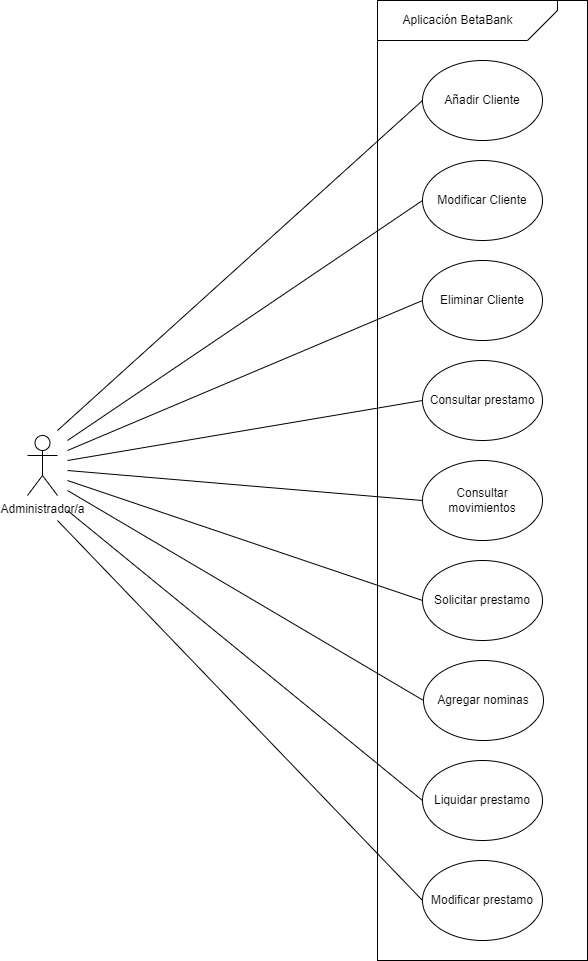 Aplicación BetaBank
Añadir Cliente
Modificar Cliente
Eliminar Cliente
Consultar prestamo
Administrador/a
Consultar
movimientos
Solicitar prestamo
Agregar nominas
Liquidar prestamo
Modificar prestamo